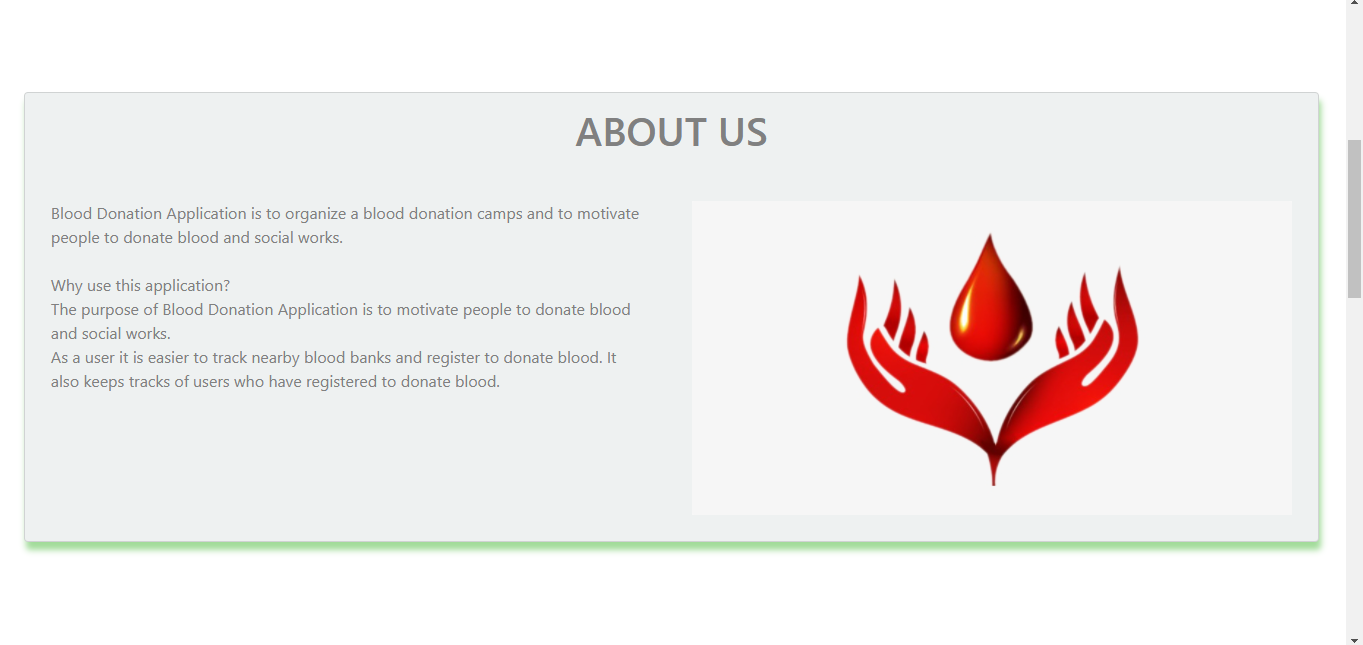 ABOUT US
Blood Donation Application is to organize a blood donation camps and to motivate
people to donate blood and social works.
Why use this application?
The purpose of Blood Donation Application is to motivate people to donate blood
and social works.
As a user it is easier to track nearby blood banks and register to donate blood. It
also keeps tracks of users who have registered to donate blood.